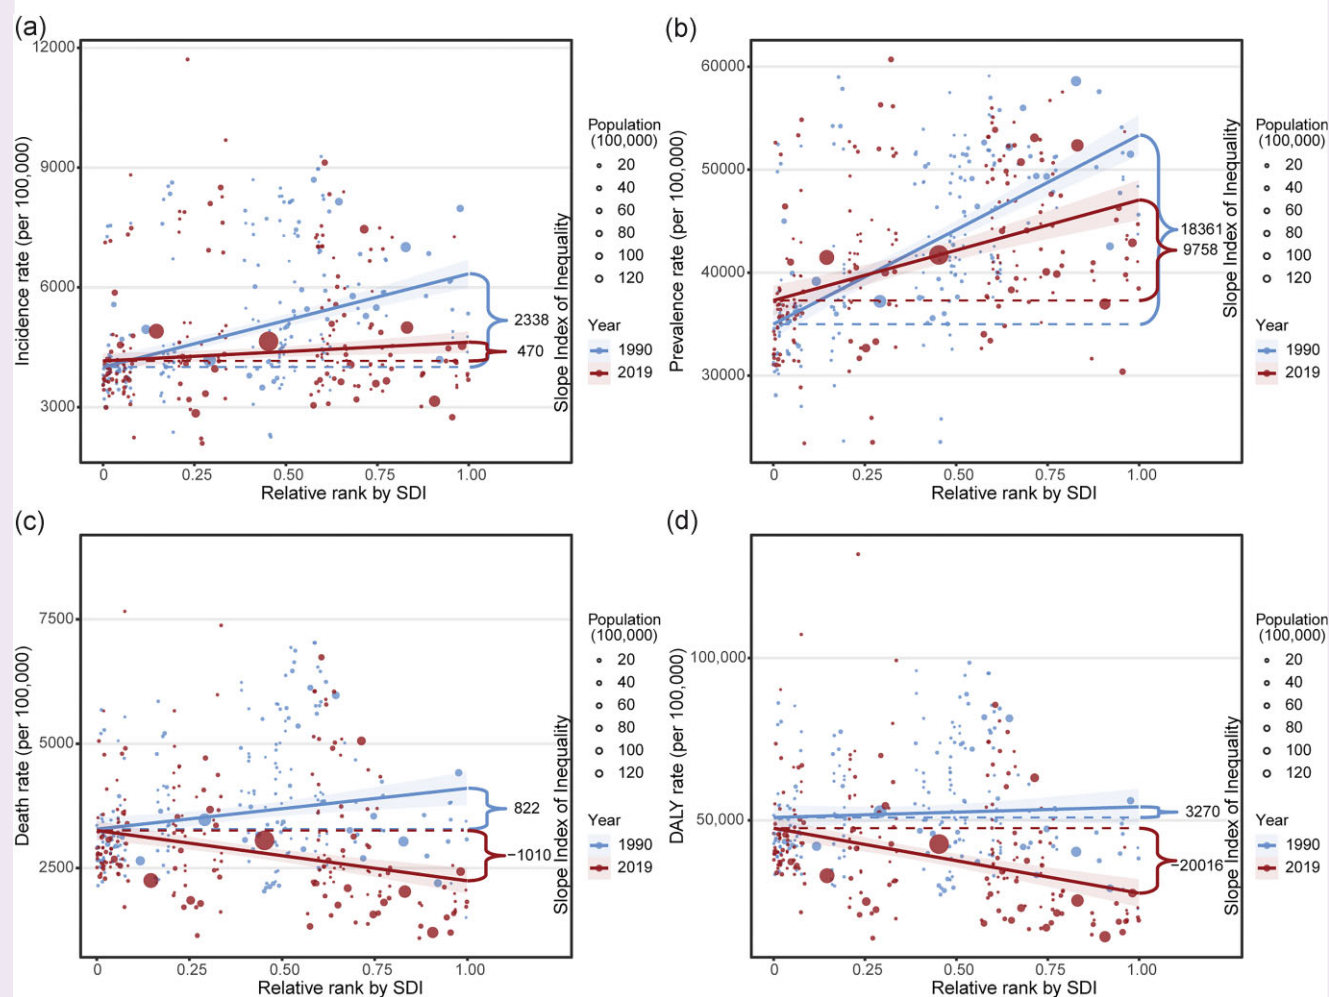 (a)
12000
9000
6000
3000
Incidence rate (per 100,000)
0 0.25 0.50 0.75 1.00
Relative rank by SDI
2338
470
Slope Index of Inequality
Population
(100,000)
20
40
60
80
100
120
Year
1990
2019
(b)
60000
50000
40000
30000
Prevalence rate (per 100,000)
0 0.25 0.50 0.75 1.00
Relative rank by SDI
18361
9758
Slope Index of Inequality
Population
(100,000)
20
40
60
80
100
120
Year
1990
2019
(c)
7500
5000
2500
Death rate (per 100,000)
0 0.25 0.50 0.75 1.00
Relative rank by SDI
822
−1010
Slope Index of Inequality
Population
(100,000)
20
40
60
80
100
120
Year
1990
2019
(d)
100,000
50,000
DALY rate (per 100,000)
0 0.25 0.50 0.75 1.00
Relative rank by SDI
3270
−20016
Slope Index of Inequality
Population
(100,000)
20
40
60
80
100
120
Year
1990
2019